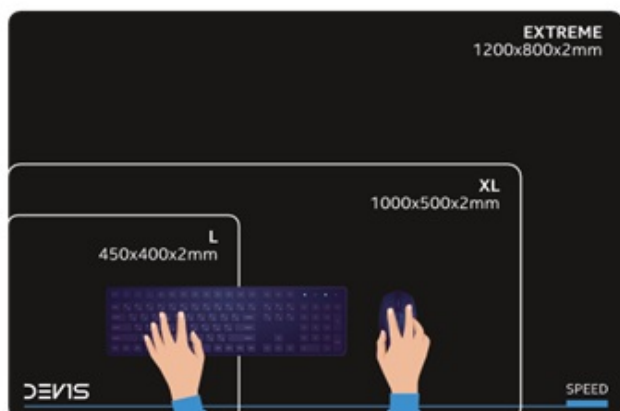 EXTREME
1200x800x2mm
XL
1000x500x2mm
L
450x400x2mm
DEVIS
SPEED